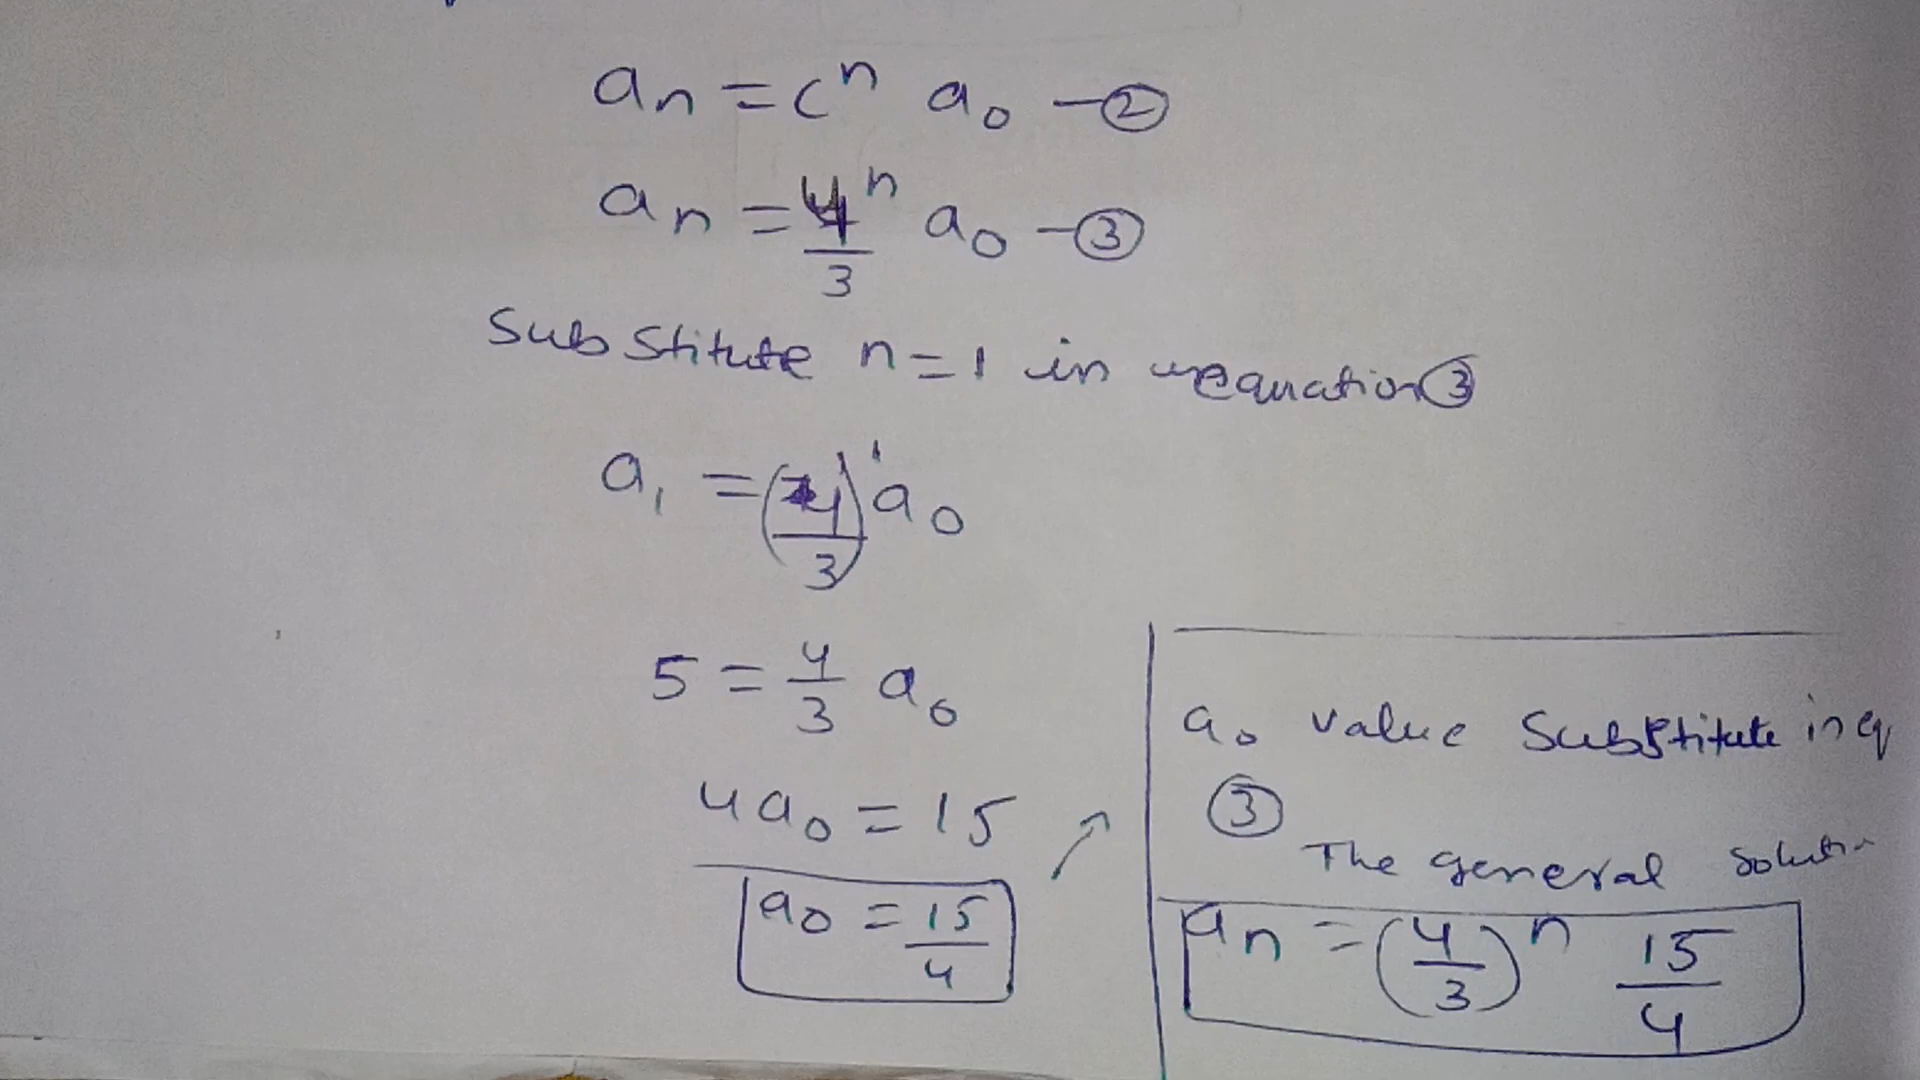 aₙ = cⁿ a₀ —②
aₙ = 4ⁿ/3 a₀ —③
Substitute n=1 in equation ③
a₁ = (4/3)¹ a₀
5 = 4/3 a₀
4a₀ = 15
a₀ = 15/4
a₀ value Substitute in eq
③
The general
aₙ = (4/3)ⁿ 15/4